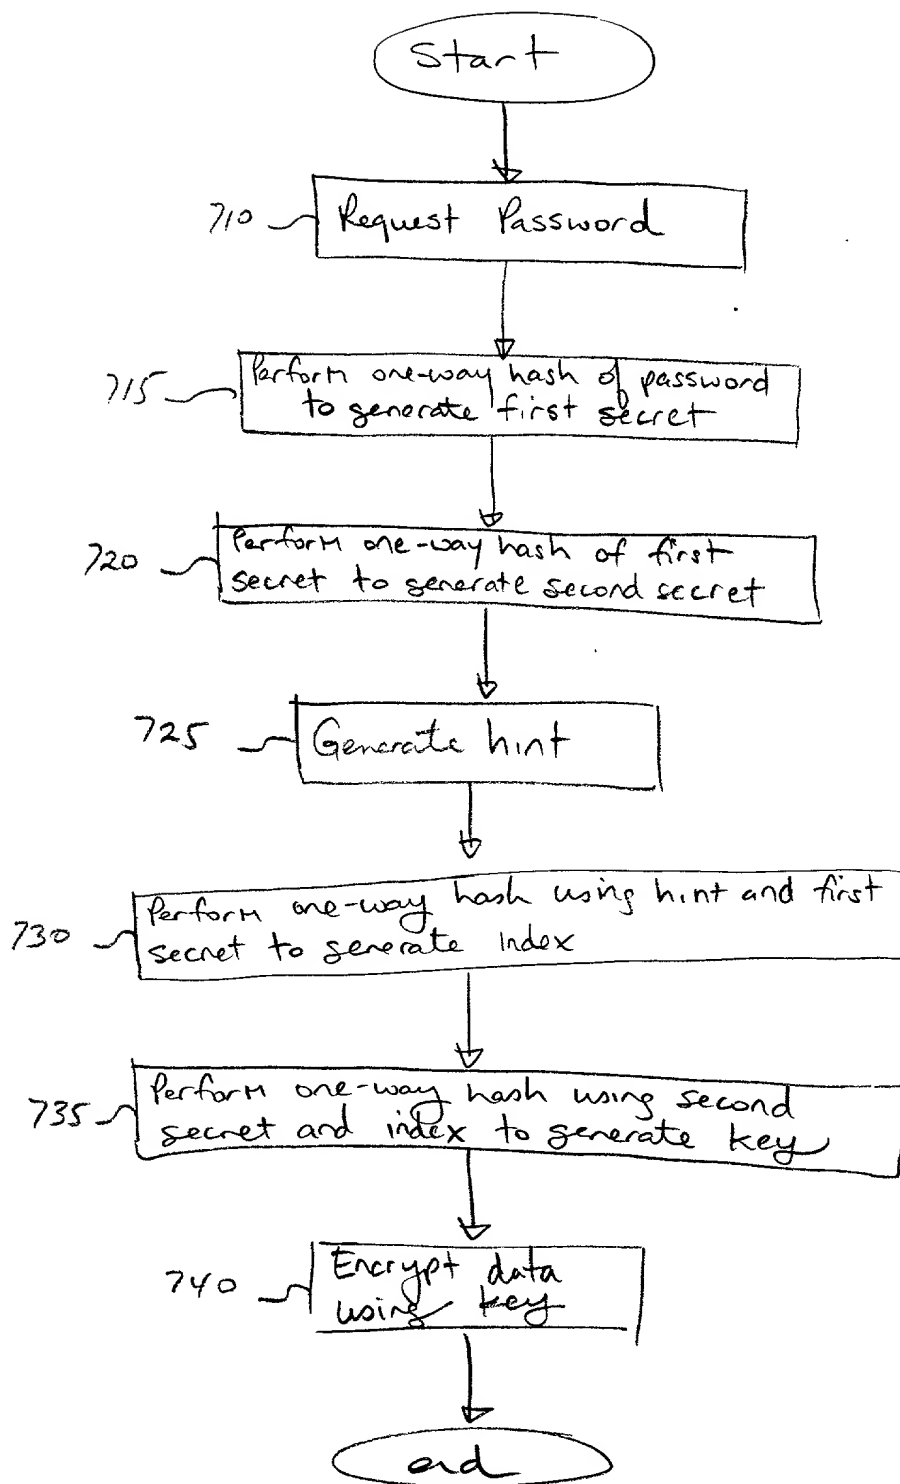 Start
710 Request Password
715 Perform one-way hash of password
to generate first secret
720 Perform one-way hash of first
secret to generate second secret
725 Generate hint
730 Perform one-way hash using hint and first
secret to generate index
735 Perform one-way hash using second
secret and index to generate key
740 Encrypt data
using key
end